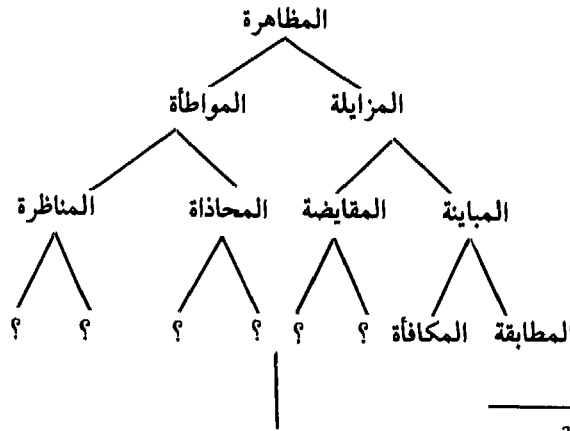 المظاهرة
المزايلة المواطأة
المباينة المقايضة المحاذاة المناظرة
المطابقة المكافأة ؟ ؟ ؟ ؟ ؟ ؟